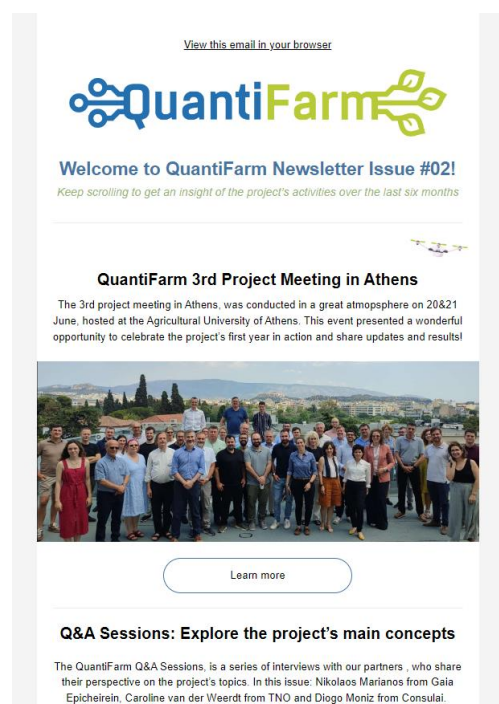 View this email in your browser
QuantiFarm
Welcome to QuantiFarm Newsletter Issue #02!
Keep scrolling to get an insight of the project's activities over the last six months
QuantiFarm 3rd Project Meeting in Athens
The 3rd project meeting in Athens, was conducted in a great atmopsphere on 20&21
June, hosted at the Agricultural University of Athens. This event presented a wonderful
opportunity to celebrate the project's first year in action and share updates and results!
Learn more
Q&A Sessions: Explore the project's main concepts
The QuantiFarm Q&A Sessions, is a series of interviews with our partners , who share
their perspective on the project's topics. In this issue: Nikolaos Marianos from Gaia
Epicheirein, Caroline van der Weerdt from TNO and Diogo Moniz from Consulai.